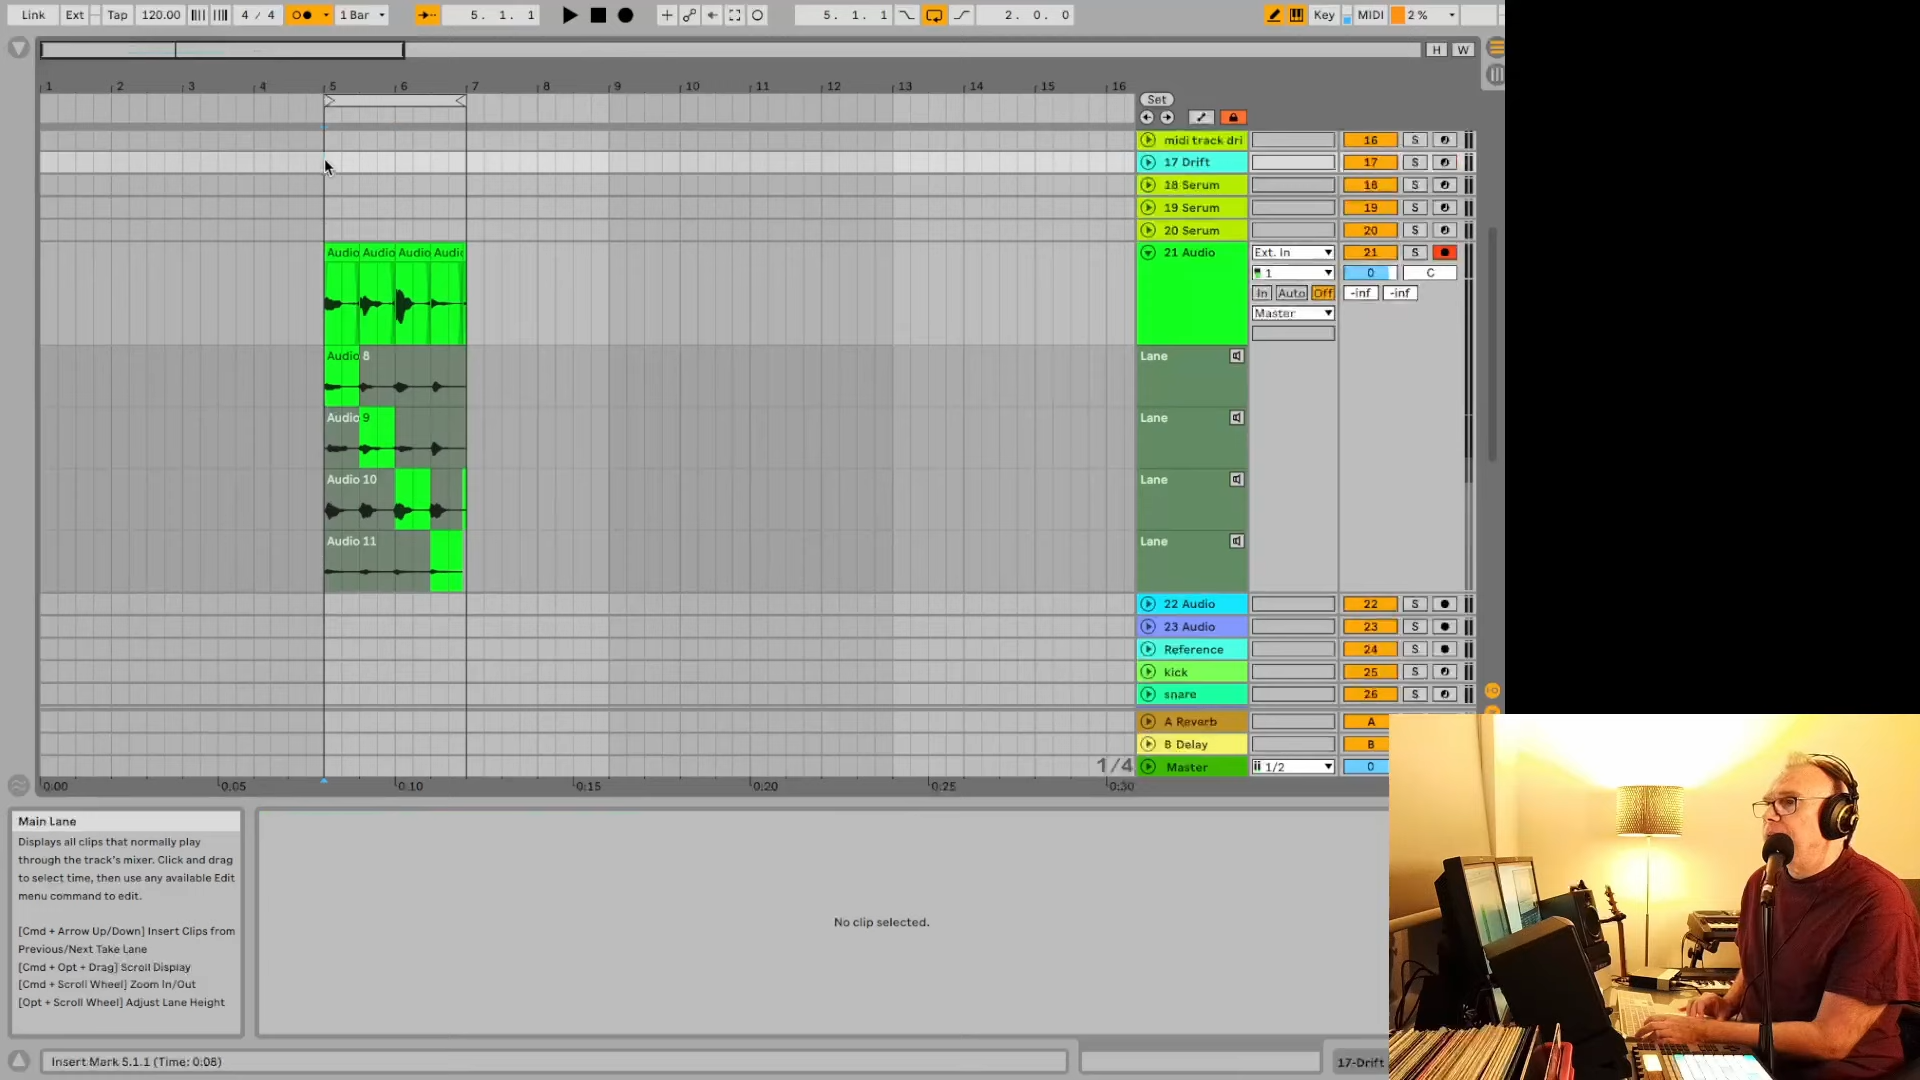 Link Ext Tap 120.00 4 / 4 1 Bar 5. 1. 1 5. 1. 1 2. 0. 0 Key MIDI 2 %
H W
1 2 3 4 5 6 7 8 9 10 11 12 13 14 15 16
Set
midi track dri 16 S
17 Drift 17 S
18 Serum 18 S
19 Serum 19 S
20 Serum 20 S
Audio Audio Audio Audio 21 Audio Ext. In 21 S
1 0 C
In Auto Off -inf -inf
Master
Audio 8 Lane
Audio 9 Lane
Audio 10 Lane
Audio 11 Lane
22 Audio 22 S
23 Audio 23 S
Reference 24 S
kick 25 S
snare 26 S
A Reverb A
B Delay B
1/4 Master 1/2 0
0:00 0:05 0:10 0:15 0:20 0:25 0:30
Main Lane
Displays all clips that normally play
through the track's mixer. Click and drag
to select time, then use any available Edit
menu command to edit.
[Cmd + Arrow Up/Down] Insert Clips from
Previous/Next Take Lane
[Cmd + Opt + Drag] Scroll Display
[Cmd + Scroll Wheel] Zoom In/Out
[Opt + Scroll Wheel] Adjust Lane Height
No clip selected.
Insert Mark 5.1.1 (Time: 0:08)
17-Drift